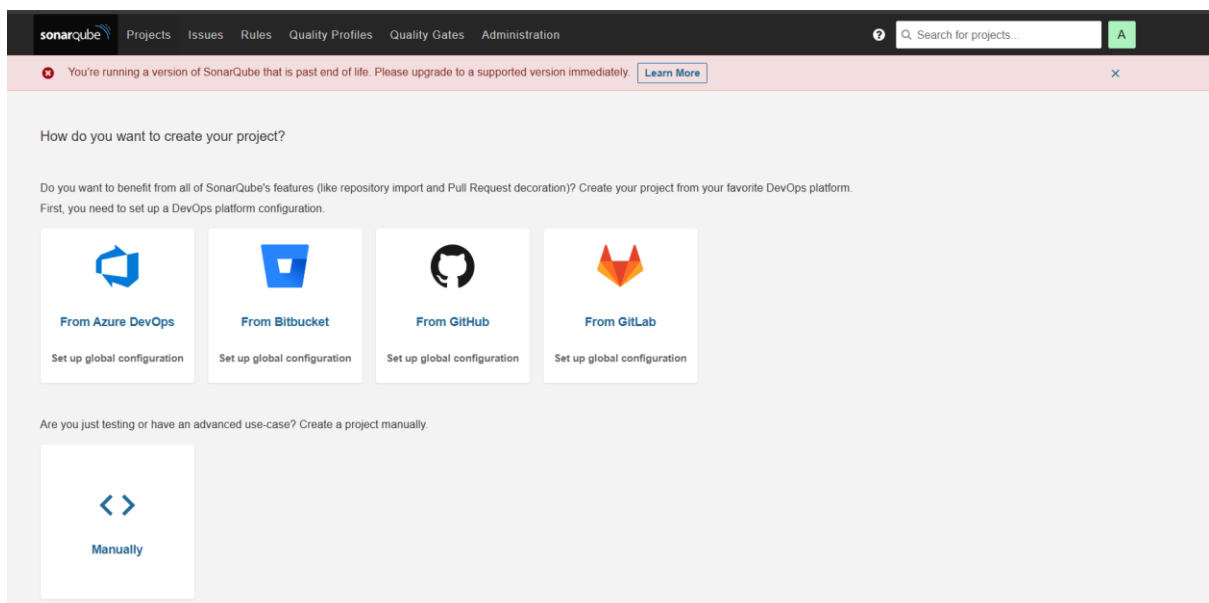 sonarqube Projects Issues Rules Quality Profiles Quality Gates Administration ? Search for projects... A
You're running a version of SonarQube that is past end of life. Please upgrade to a supported version immediately. Learn More
How do you want to create your project?
Do you want to benefit from all of SonarQube's features (like repository import and Pull Request decoration)? Create your project from your favorite DevOps platform.
First, you need to set up a DevOps platform configuration.
From Azure DevOps From Bitbucket From GitHub From GitLab
Set up global configuration Set up global configuration Set up global configuration Set up global configuration
Are you just testing or have an advanced use-case? Create a project manually.
Manually